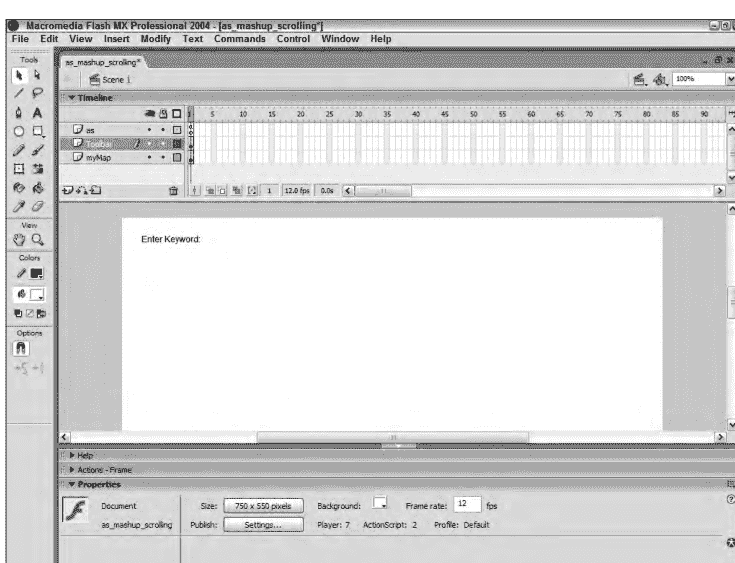 Macromedia Flash MX Professional 2004 - [as_mashup_scrolling*]
File Edit View Insert Modify Text Commands Control Window Help
Tools
as_mashup_scrolling*
Scene 1
100%
Timeline
1 5 10 15 20 25 30 35 40 45 50 55 60 65 70 75 80 85 90
as
Toolbar
myMap
1 12.0 fps 0.0s
View
Enter Keyword:
Colors
Options
Help
Actions - Frame
Properties
Document Size: 750 x 550 pixels Background: Frame rate: 12 fps
as_mashup_scrolling Publish: Settings... Player: 7 ActionScript: 2 Profile: Default